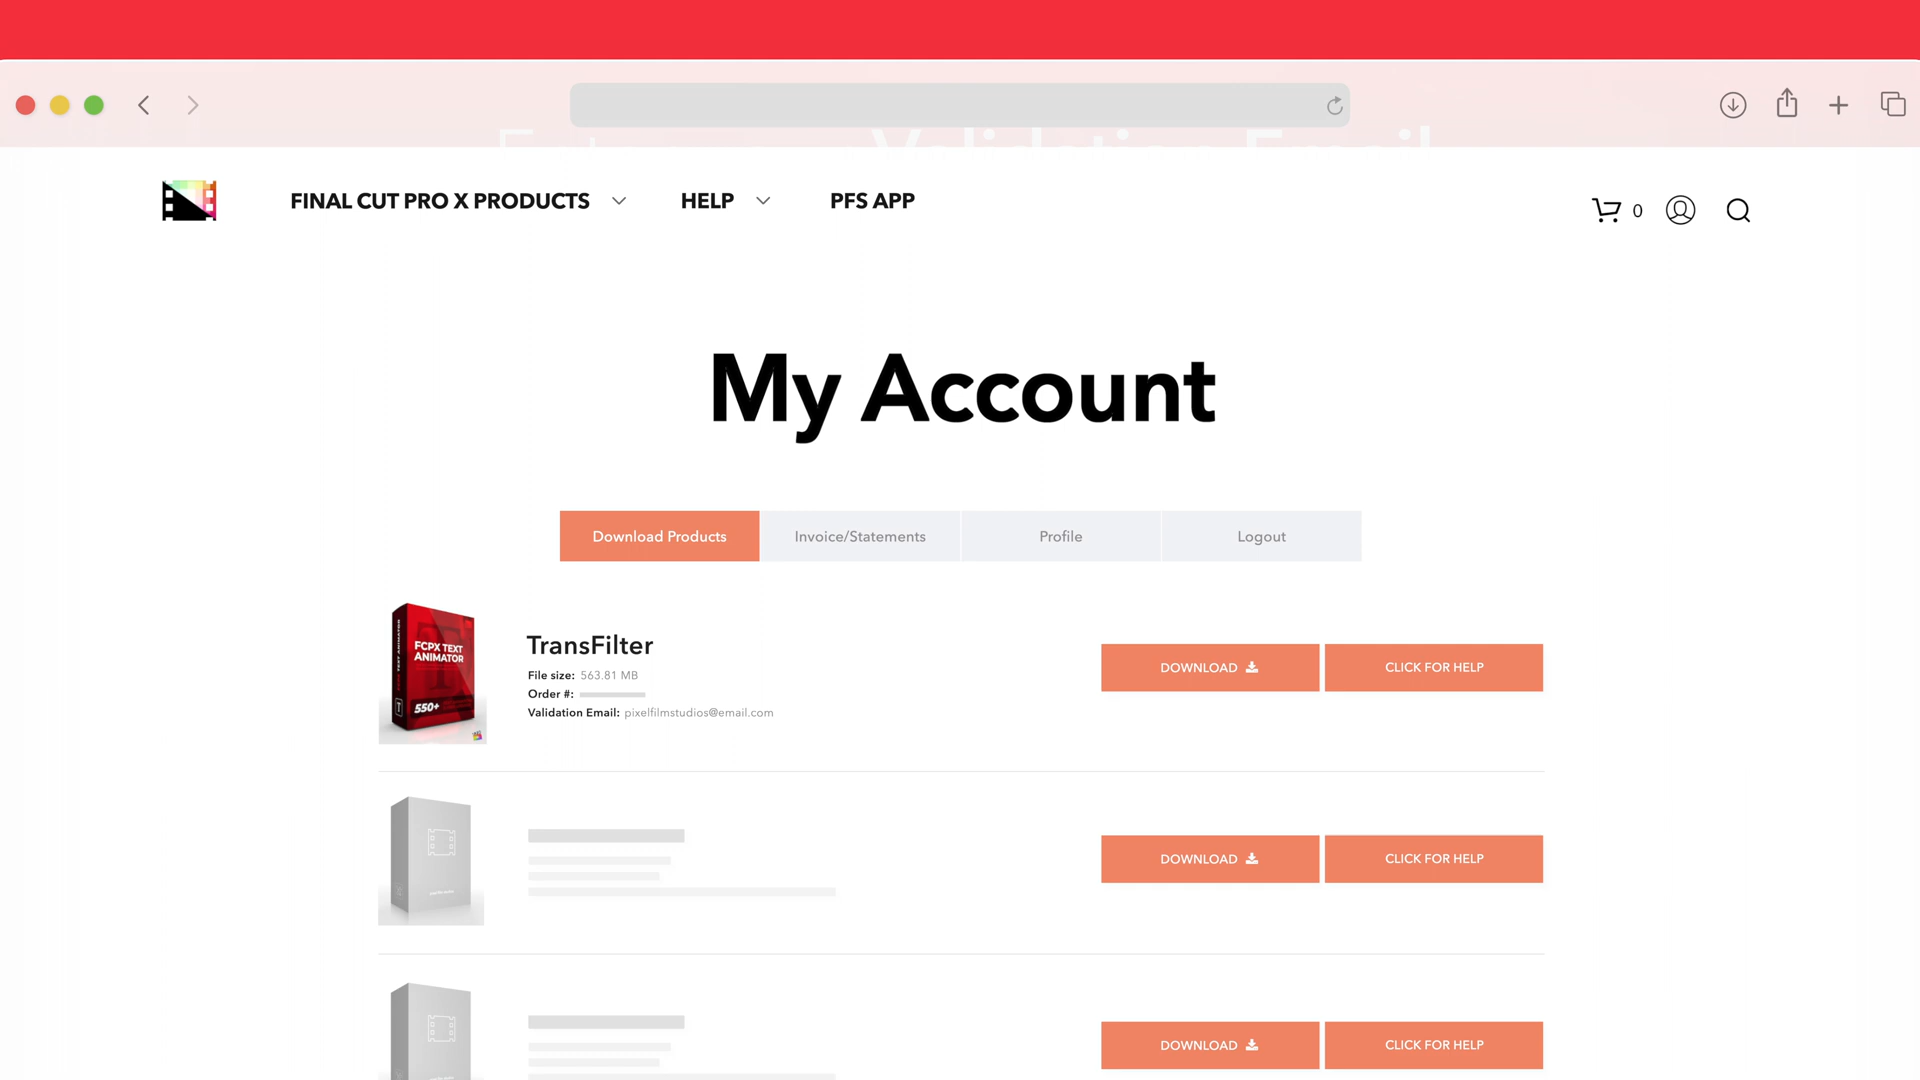 FINAL CUT PRO X PRODUCTS HELP PFS APP
0
My Account
Download Products Invoice/Statements Profile Logout
FCPX TEXT
ANIMATOR
550+
TransFilter
File size: 563.81 MB
Order #:
Validation Email: pixelfilmstudios@email.com
DOWNLOAD CLICK FOR HELP
DOWNLOAD CLICK FOR HELP
DOWNLOAD CLICK FOR HELP